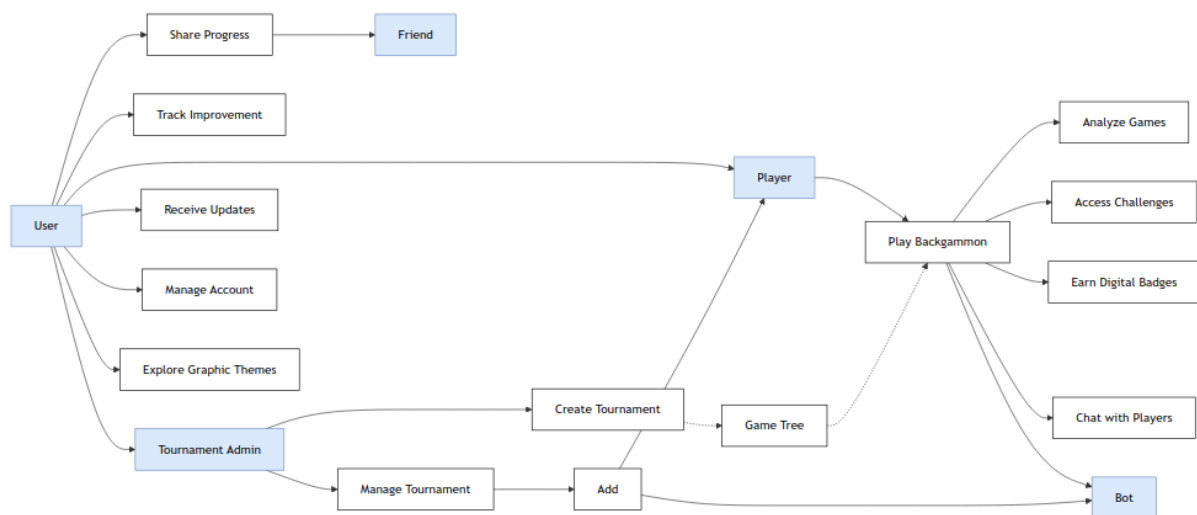 Share Progress
Friend
Track Improvement
Analyze Games
Player
Access Challenges
Receive Updates
User
Play Backgammon
Manage Account
Earn Digital Badges
Explore Graphic Themes
Create Tournament
Game Tree
Chat with Players
Tournament Admin
Manage Tournament
Add
Bot